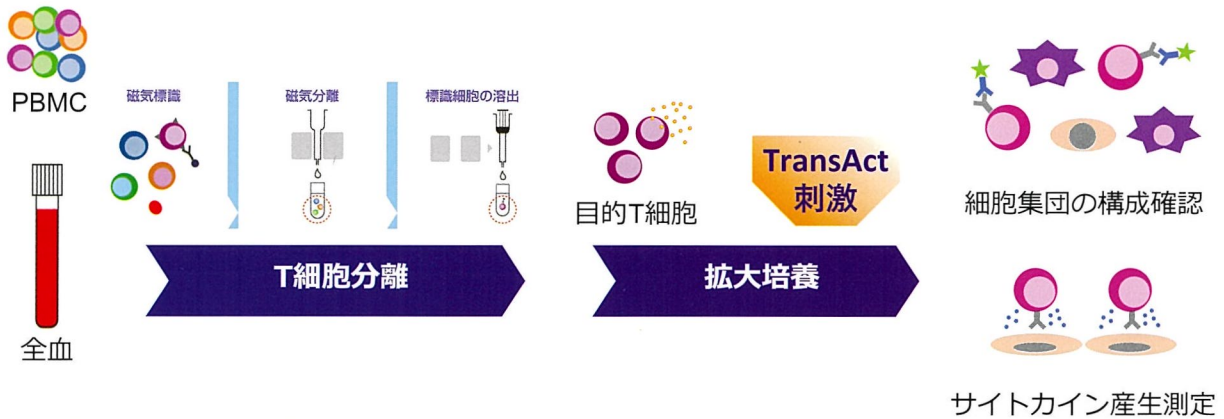 PBMC
全血
磁気標識
磁気分離
標識細胞の溶出
T細胞分離
目的T細胞
TransAct
刺激
拡大培養
細胞集団の構成確認
サイトカイン産生測定